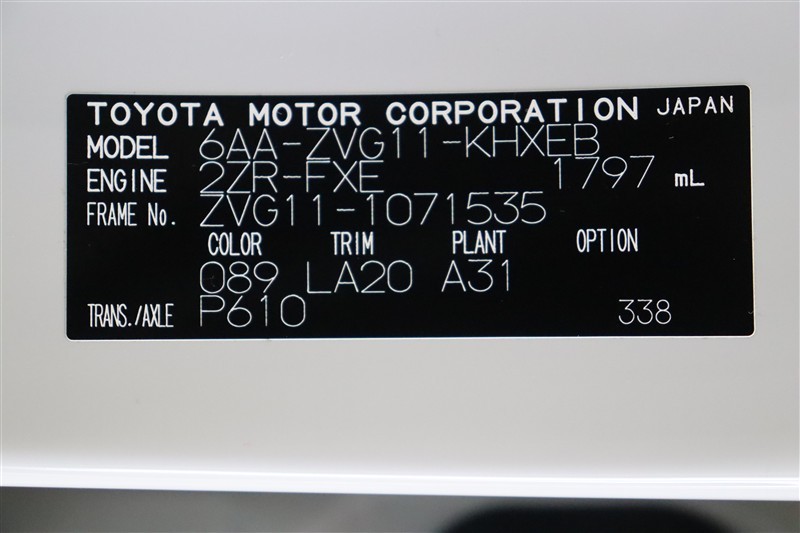 TOYOTA MOTOR CORPORATION JAPAN
MODEL 6AA-ZVG11-KHXEB
ENGINE 2ZR-FXE 1797 mL
FRAME No. ZVG11-1071535
COLOR TRIM PLANT OPTION
089 LA20 A31
TRANS./AXLE P610 338